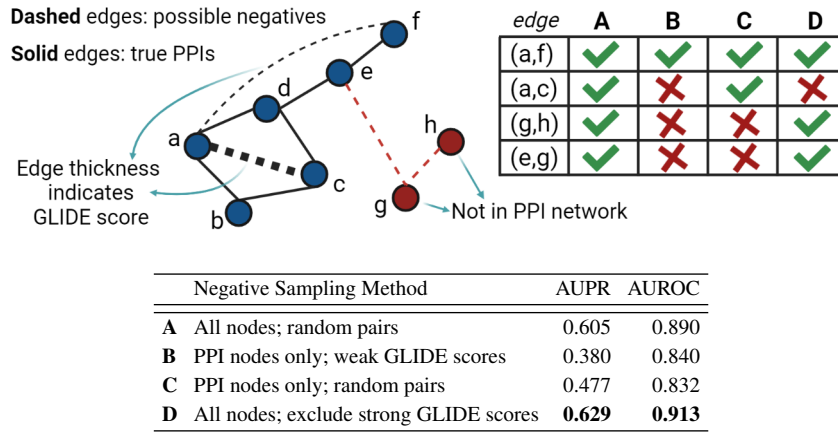 Dashed edges: possible negatives
Solid edges: true PPIs
f
e
d
a
h
c
g
b
Edge thickness
indicates
GLIDE score
Not in PPI network
edge A B C D
(a,f) ✓ ✓ ✓ ✓
(a,c) ✓ ✗ ✓ ✗
(g,h) ✓ ✗ ✗ ✓
(e,g) ✓ ✗ ✗ ✓
Negative Sampling Method AUPR AUROC
A All nodes; random pairs 0.605 0.890
B PPI nodes only; weak GLIDE scores 0.380 0.840
C PPI nodes only; random pairs 0.477 0.832
D All nodes; exclude strong GLIDE scores 0.629 0.913